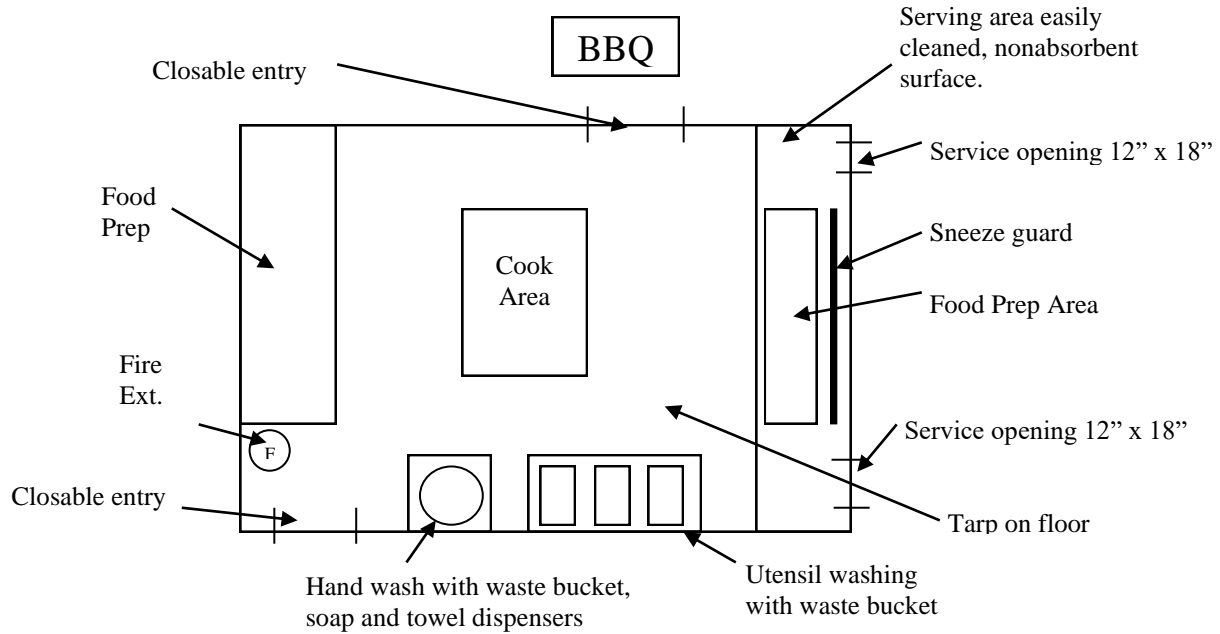 BBQ
Serving area easily
cleaned, nonabsorbent
surface.
Closable entry
Service opening 12” x 18”
Food
Prep
Sneeze guard
Cook
Area
Food Prep Area
Fire
Ext.
F
Service opening 12” x 18”
Closable entry
Tarp on floor
Hand wash with waste bucket,
soap and towel dispensers
Utensil washing
with waste bucket